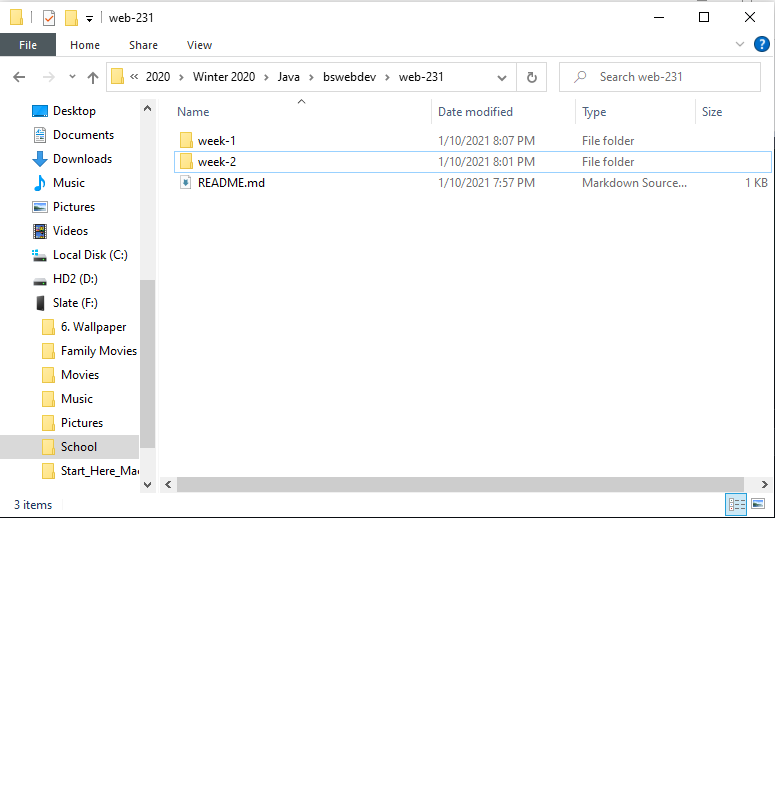 web-231
File Home Share View
2020 Winter 2020 Java bswebdev web-231 Search web-231
Name Date modified Type Size
Desktop
Documents
Downloads
Music
Pictures
Videos
Local Disk (C:)
HD2 (D:)
Slate (F:)
6. Wallpaper
Family Movies
Movies
Music
Pictures
School
Start_Here_Mac
week-1 1/10/2021 8:07 PM File folder
week-2 1/10/2021 8:01 PM File folder
README.md 1/10/2021 7:57 PM Markdown Source... 1 KB
3 items